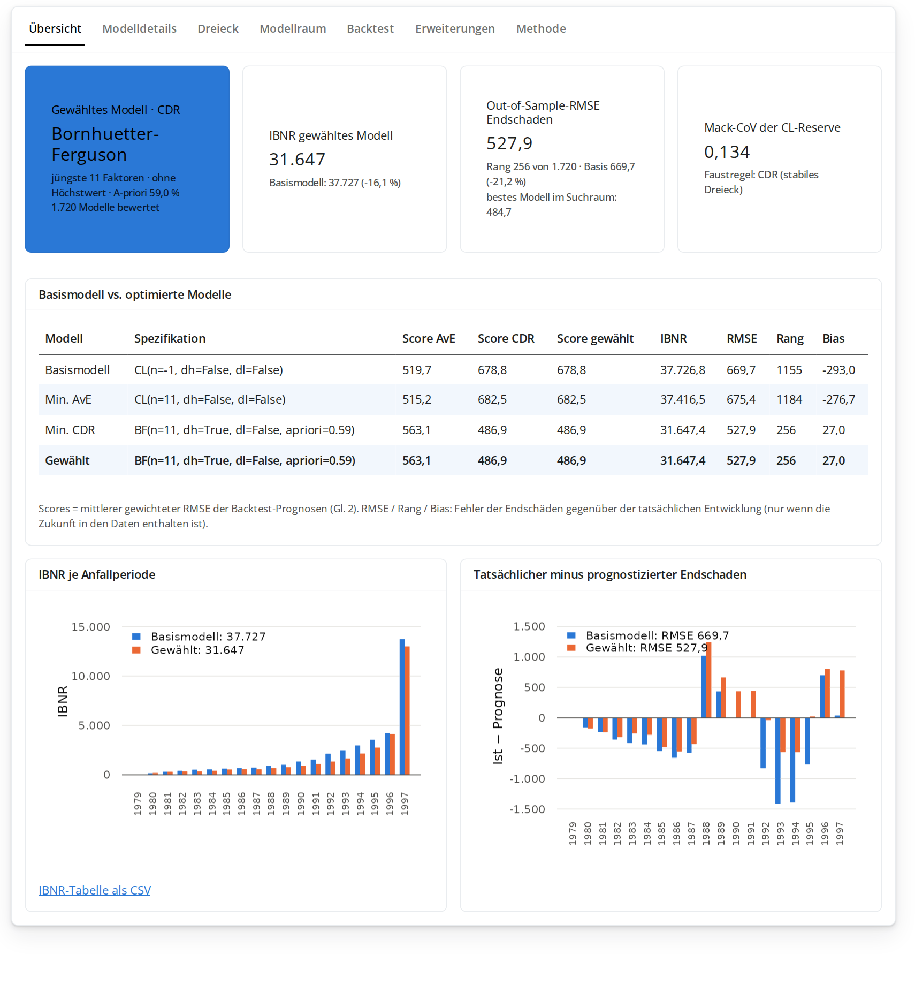 Übersicht Modelldetails Dreieck Modellraum Backtest Erweiterungen Methode
Gewähltes Modell · CDR
Bornhuetter-
Ferguson
jüngste 11 Faktoren · ohne
Höchstwert · A-priori 59,0 %
1.720 Modelle bewertet
IBNR gewähltes Modell
31.647
Basismodell: 37.727 (-16,1 %)
Out-of-Sample-RMSE
Endschaden
527,9
Rang 256 von 1.720 · Basis 669,7
(-21,2 %)
bestes Modell im Suchraum:
484,7
Mack-CoV der CL-Reserve
0,134
Faustregel: CDR (stabiles
Dreieck)
Basismodell vs. optimierte Modelle
Modell Spezifikation Score AvE Score CDR Score gewählt IBNR RMSE Rang Bias
Basismodell CL(n=-1, dh=False, dl=False) 519,7 678,8 678,8 37.726,8 669,7 1155 -293,0
Min. AvE CL(n=11, dh=False, dl=False) 515,2 682,5 682,5 37.416,5 675,4 1184 -276,7
Min. CDR BF(n=11, dh=True, dl=False, apriori=0.59) 563,1 486,9 486,9 31.647,4 527,9 256 27,0
Gewählt BF(n=11, dh=True, dl=False, apriori=0.59) 563,1 486,9 486,9 31.647,4 527,9 256 27,0
Scores = mittlerer gewichteter RMSE der Backtest-Prognosen (Gl. 2). RMSE / Rang / Bias: Fehler der Endschäden gegenüber der tatsächlichen Entwicklung (nur wenn die
Zukunft in den Daten enthalten ist).
IBNR je Anfallperiode
15.000
10.000
5.000
0
IBNR
Basismodell: 37.727
Gewählt: 31.647
1979 1980 1981 1982 1983 1984 1985 1986 1987 1988 1989 1990 1991 1992 1993 1994 1995 1996 1997
IBNR-Tabelle als CSV
Tatsächlicher minus prognostizierter Endschaden
1.500
1.000
500
0
-500
-1.000
-1.500
Ist − Prognose
Basismodell: RMSE 669,7
Gewählt: RMSE 527,9
1979 1980 1981 1982 1983 1984 1985 1986 1987 1988 1989 1990 1991 1992 1993 1994 1995 1996 1997